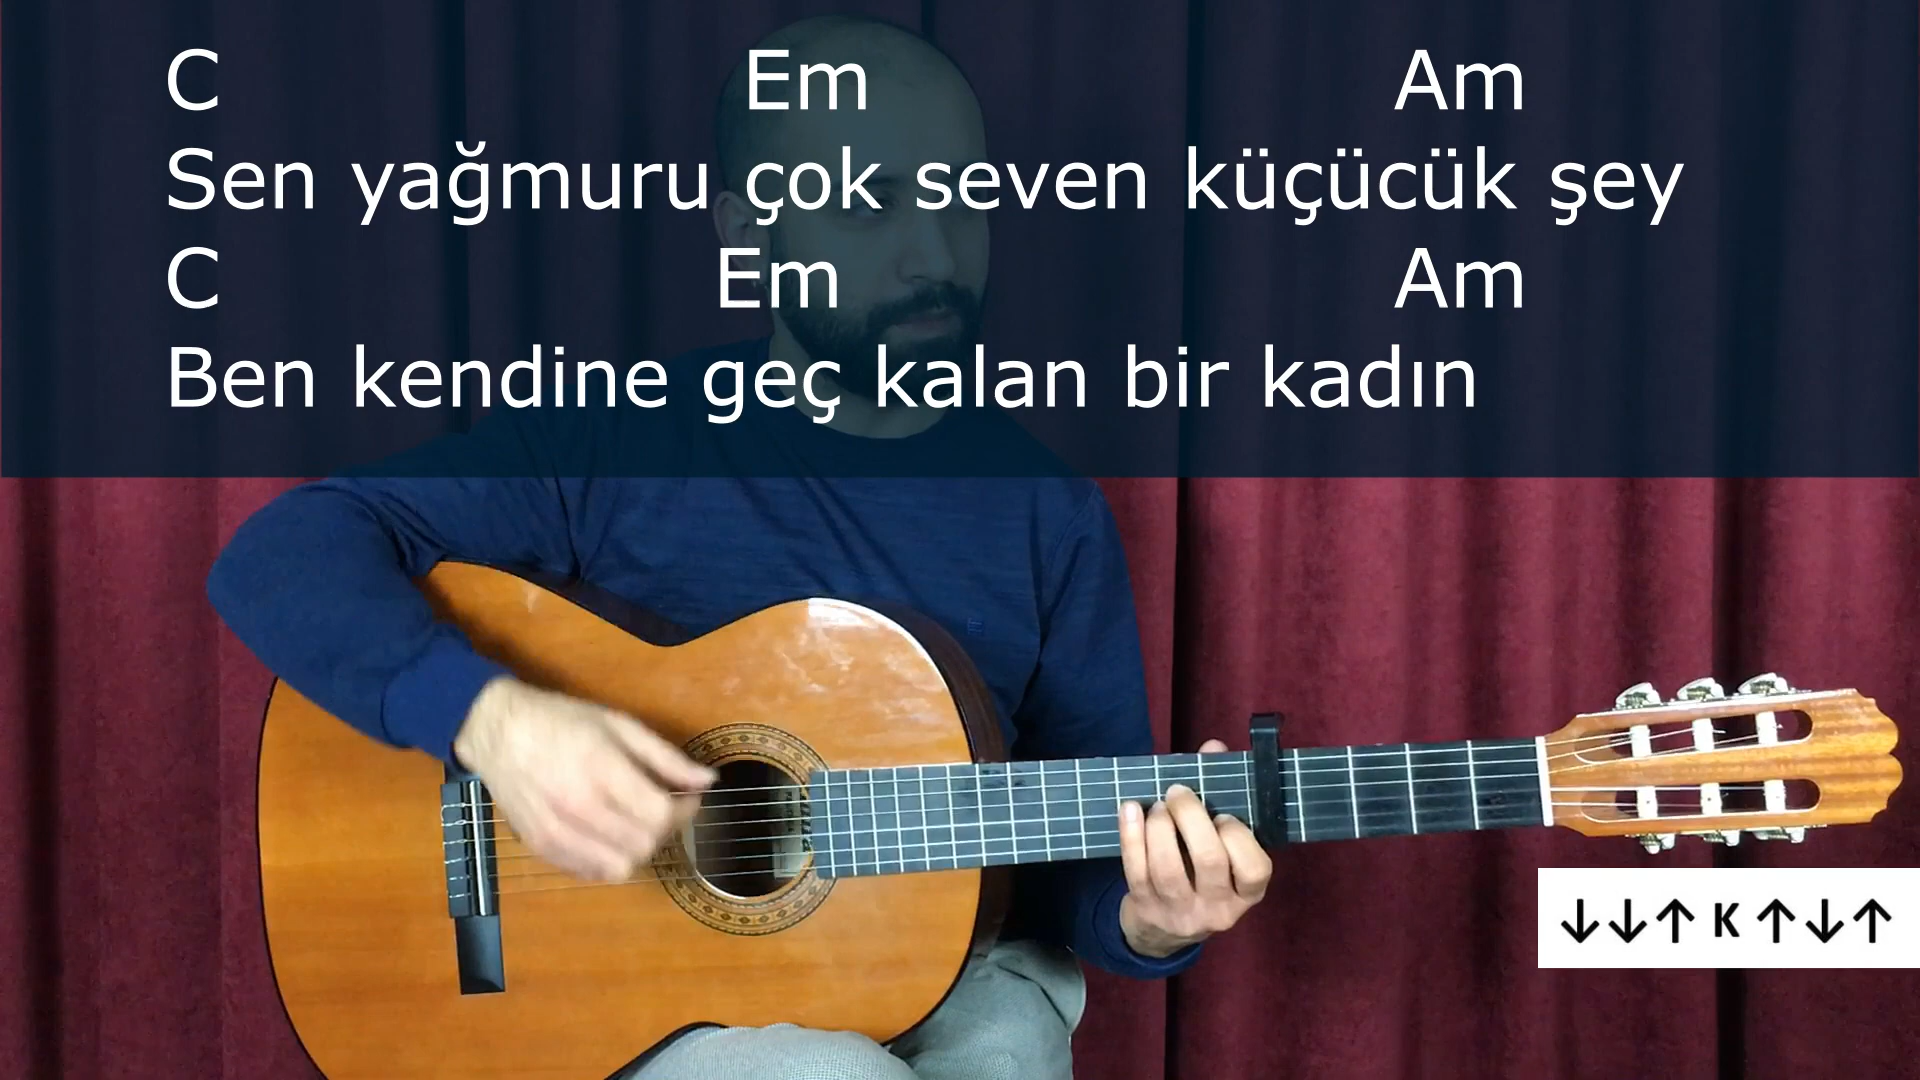 C Em Am
Sen yağmuru çok seven küçücük şey
C Em Am
Ben kendine geç kalan bir kadın
↓↓↑ K ↑↓↑